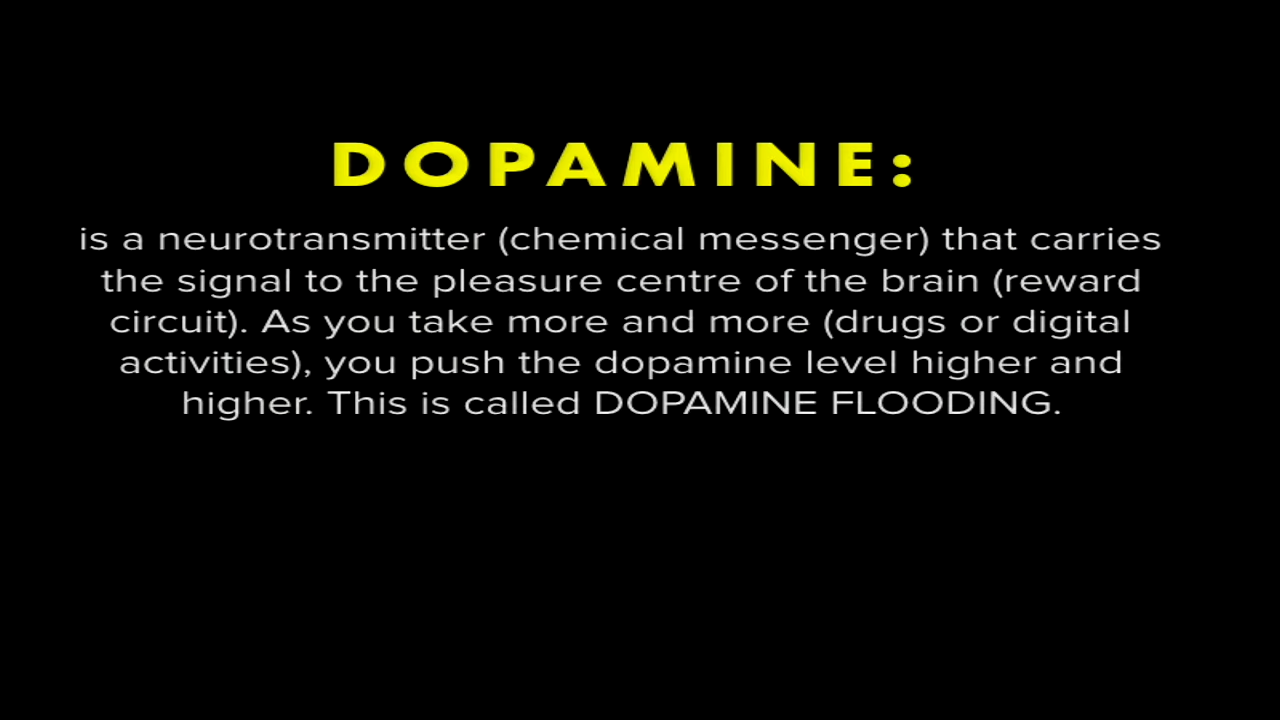 DOPAMINE:
is a neurotransmitter (chemical messenger) that carries
the signal to the pleasure centre of the brain (reward
circuit). As you take more and more (drugs or digital
activities), you push the dopamine level higher and
higher. This is called DOPAMINE FLOODING.